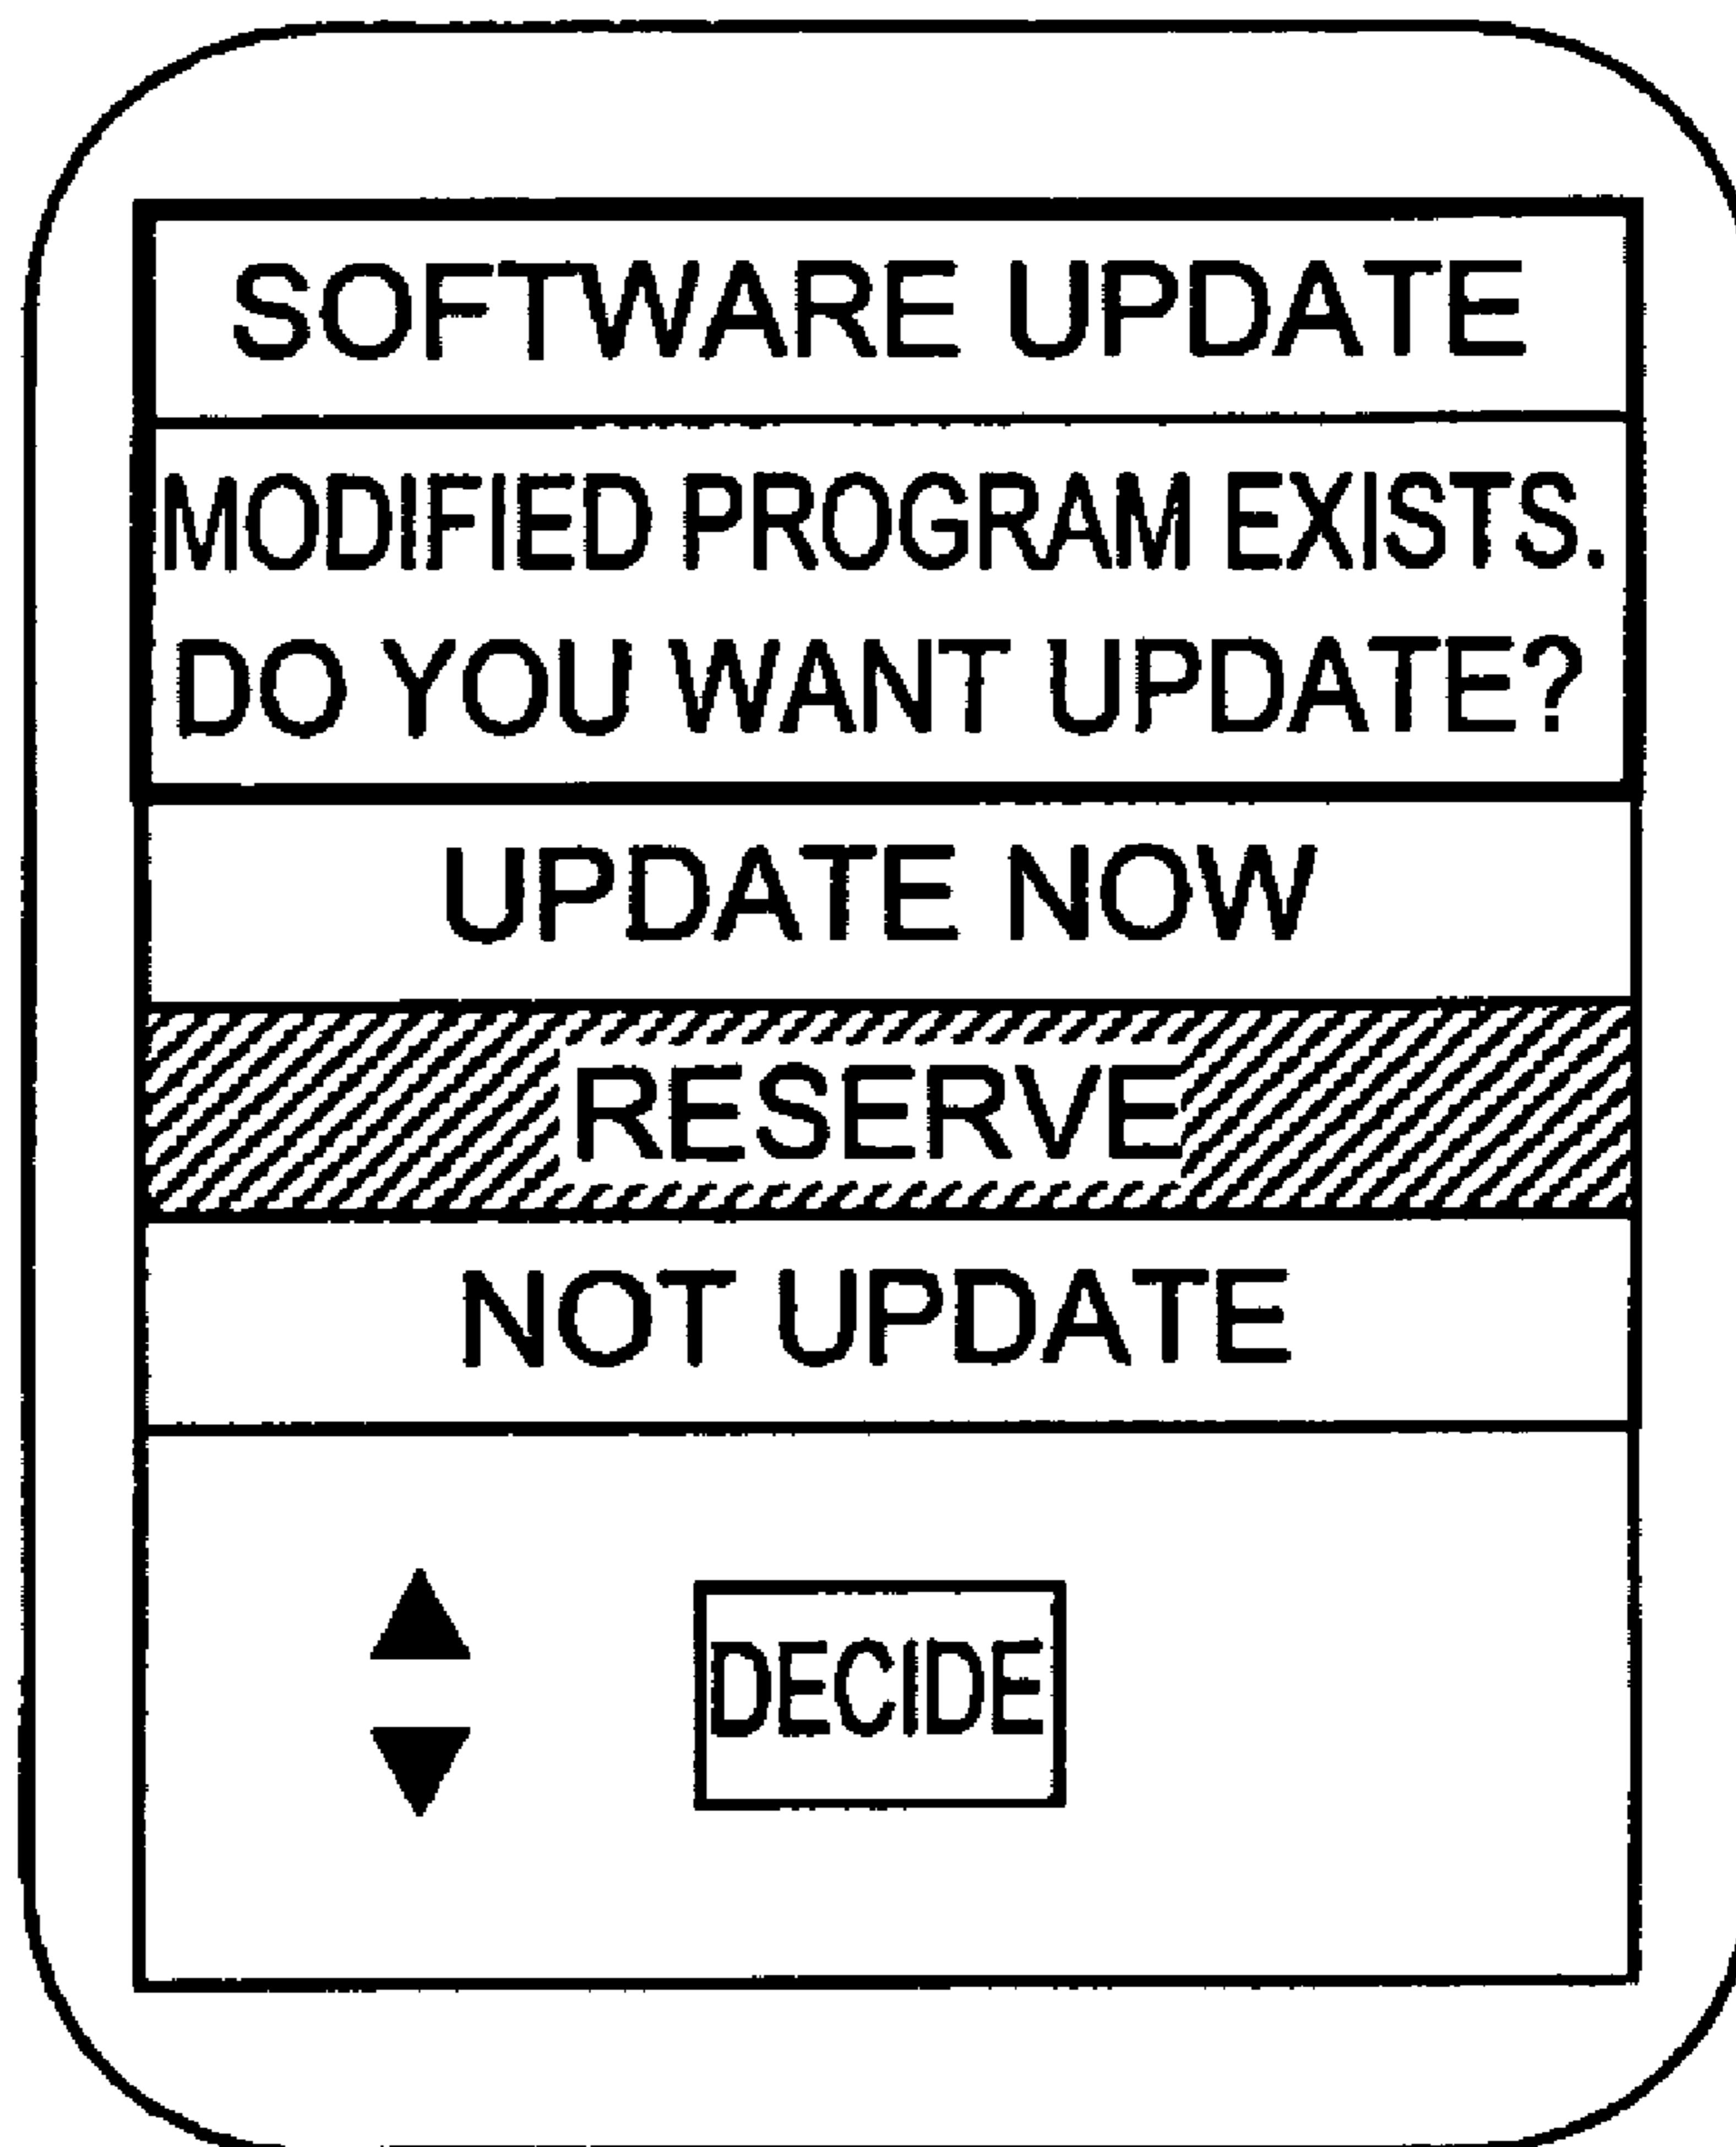 SOFTWARE UPDATE
MODIFIED PROGRAM EXISTS.
DO YOU WANT UPDATE?
UPDATE NOW
RESERVE
NOT UPDATE
DECIDE